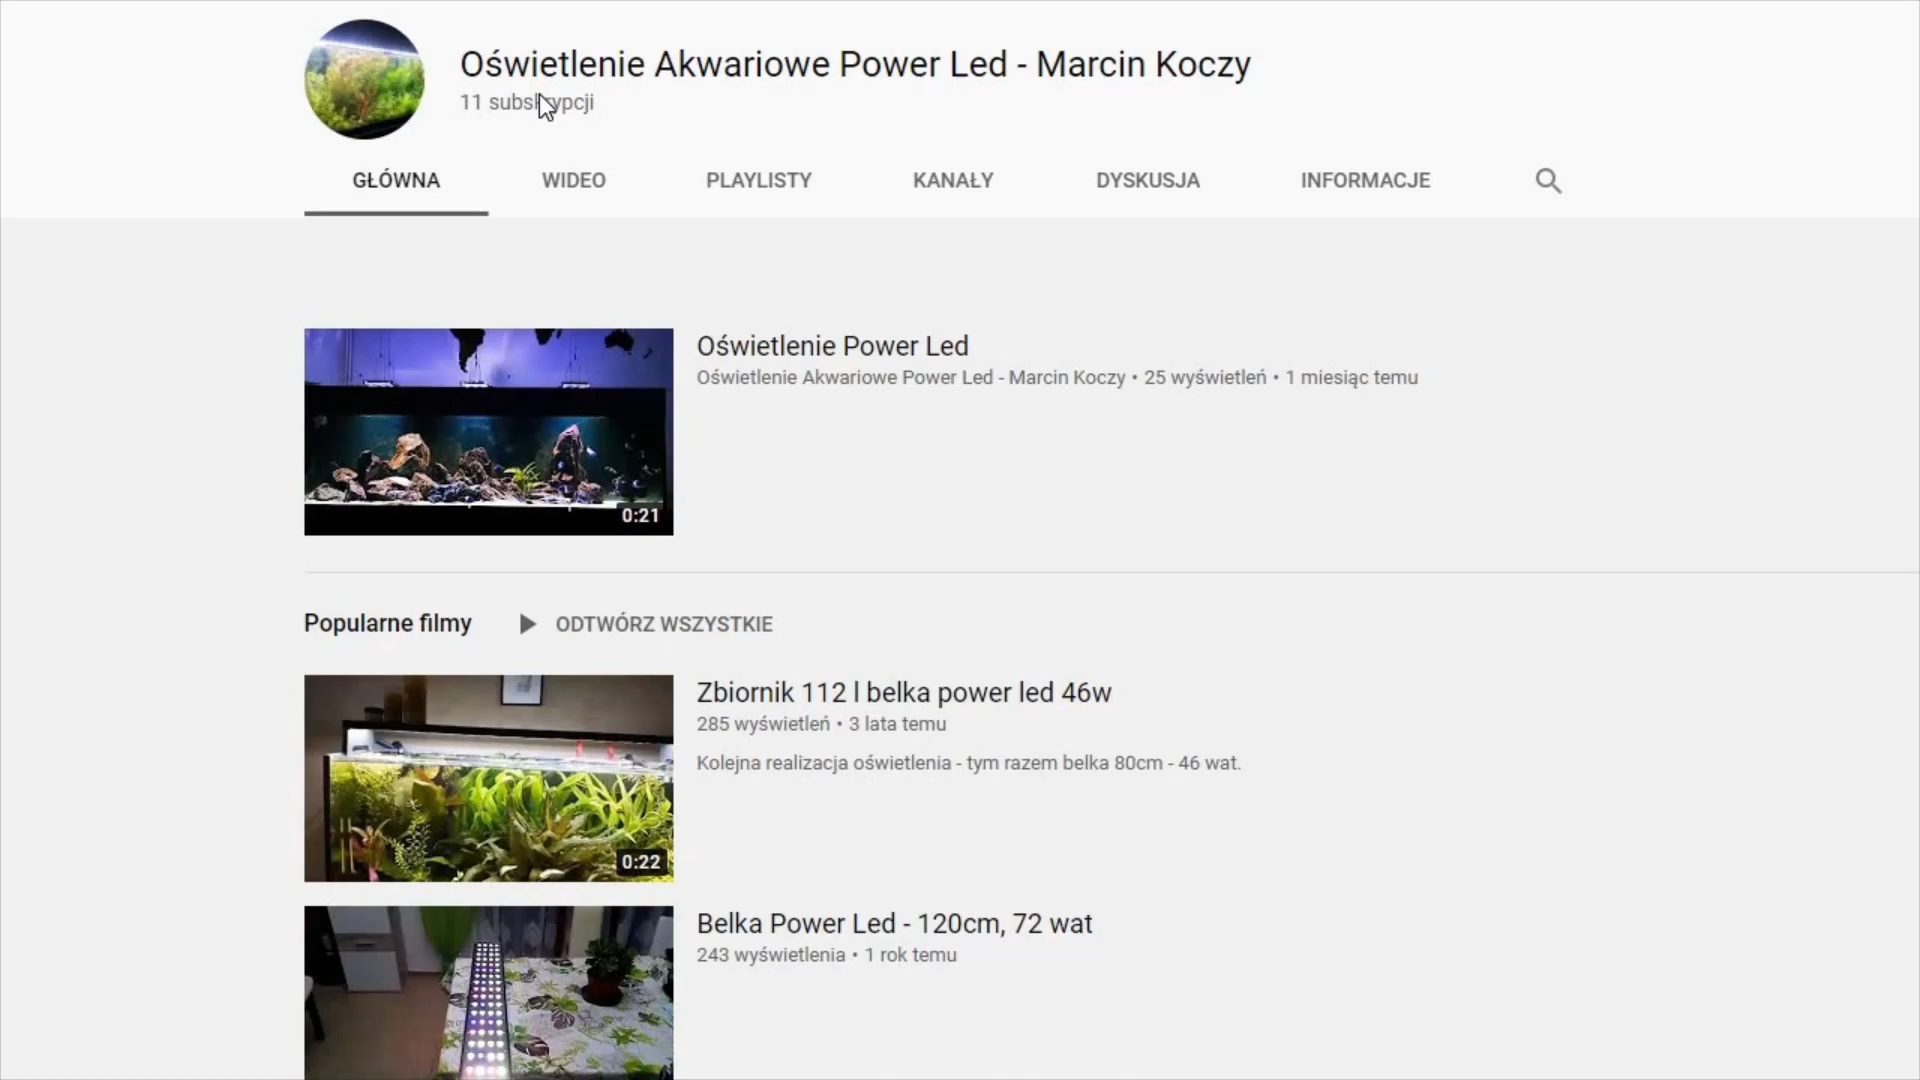 Oświetlenie Akwariowe Power Led - Marcin Koczy
11 subskrypcji
GŁÓWNA
WIDEO
PLAYLISTY
KANAŁY
DYSKUSJA
INFORMACJE
Oświetlenie Power Led
Oświetlenie Akwariowe Power Led - Marcin Koczy • 25 wyświetleń • 1 miesiąc temu
0:21
Popularne filmy
ODTWÓRZ WSZYSTKIE
Zbiornik 112 l belka power led 46w
285 wyświetleń • 3 lata temu
Kolejna realizacja oświetlenia - tym razem belka 80cm - 46 wat.
0:22
Belka Power Led - 120cm, 72 wat
243 wyświetlenia • 1 rok temu